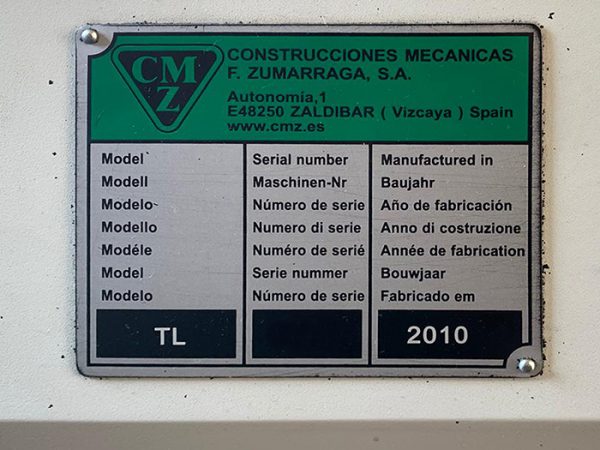 CMZ
CONSTRUCCIONES MECANICAS
F. ZUMARRAGA, S.A.
Autonomía,1
E48250 ZALDIBAR ( Vizcaya ) Spain
www.cmz.es
Model Serial number Manufactured in
Modell Maschinen-Nr Baujahr
Modelo Número de serie Año de fabricación
Modello Numero di serie Anno di costruzione
Modéle Numéro de serié Année de fabrication
Model Serie nummer Bouwjaar
Modelo Número de serie Fabricado em
TL 2010